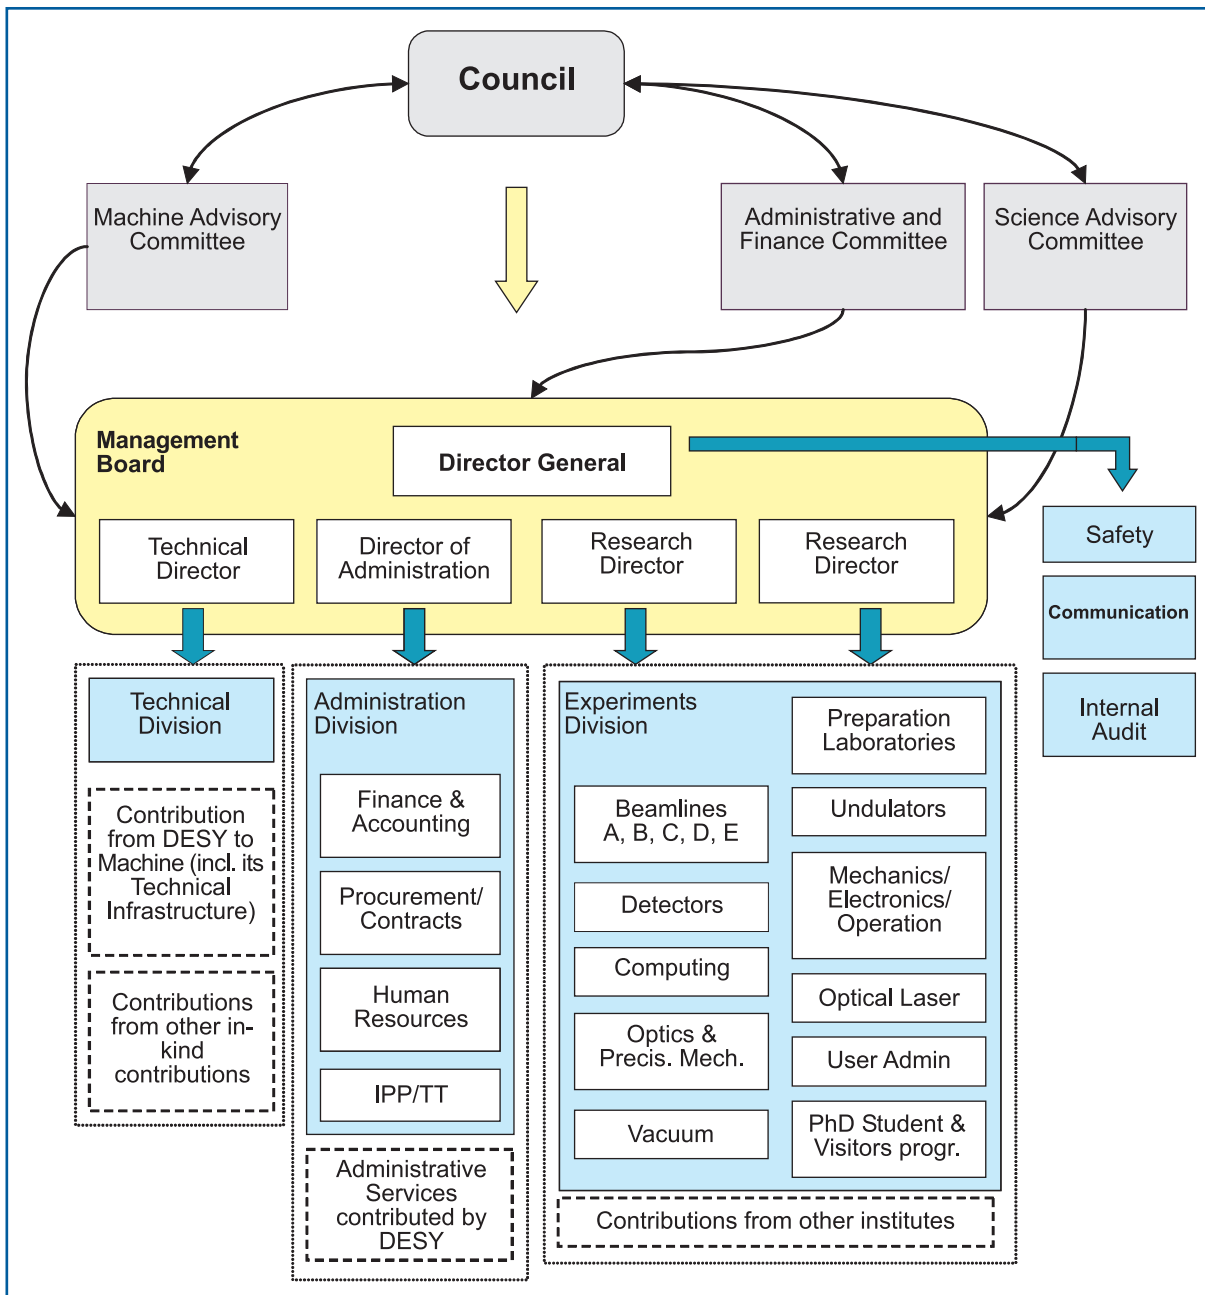 Council
Machine Advisory
Committee
Administrative and
Finance Committee
Science Advisory
Committee
Management
Board
Director General
Technical
Director
Director of
Administration
Research
Director
Research
Director
Safety
Communication
Internal
Audit
Technical
Division
Contribution
from DESY to
Machine (incl. its
Technical
Infrastructure)
Contributions
from other in-
kind
contributions
Administration
Division
Finance &
Accounting
Procurement/
Contracts
Human
Resources
IPP/TT
Administrative
Services
contributed by
DESY
Experiments
Division
Beamlines
A, B, C, D, E
Detectors
Computing
Optics &
Precis. Mech.
Vacuum
Preparation
Laboratories
Undulators
Mechanics/
Electronics/
Operation
Optical Laser
User Admin
PhD Student &
Visitors progr.
Contributions from other institutes